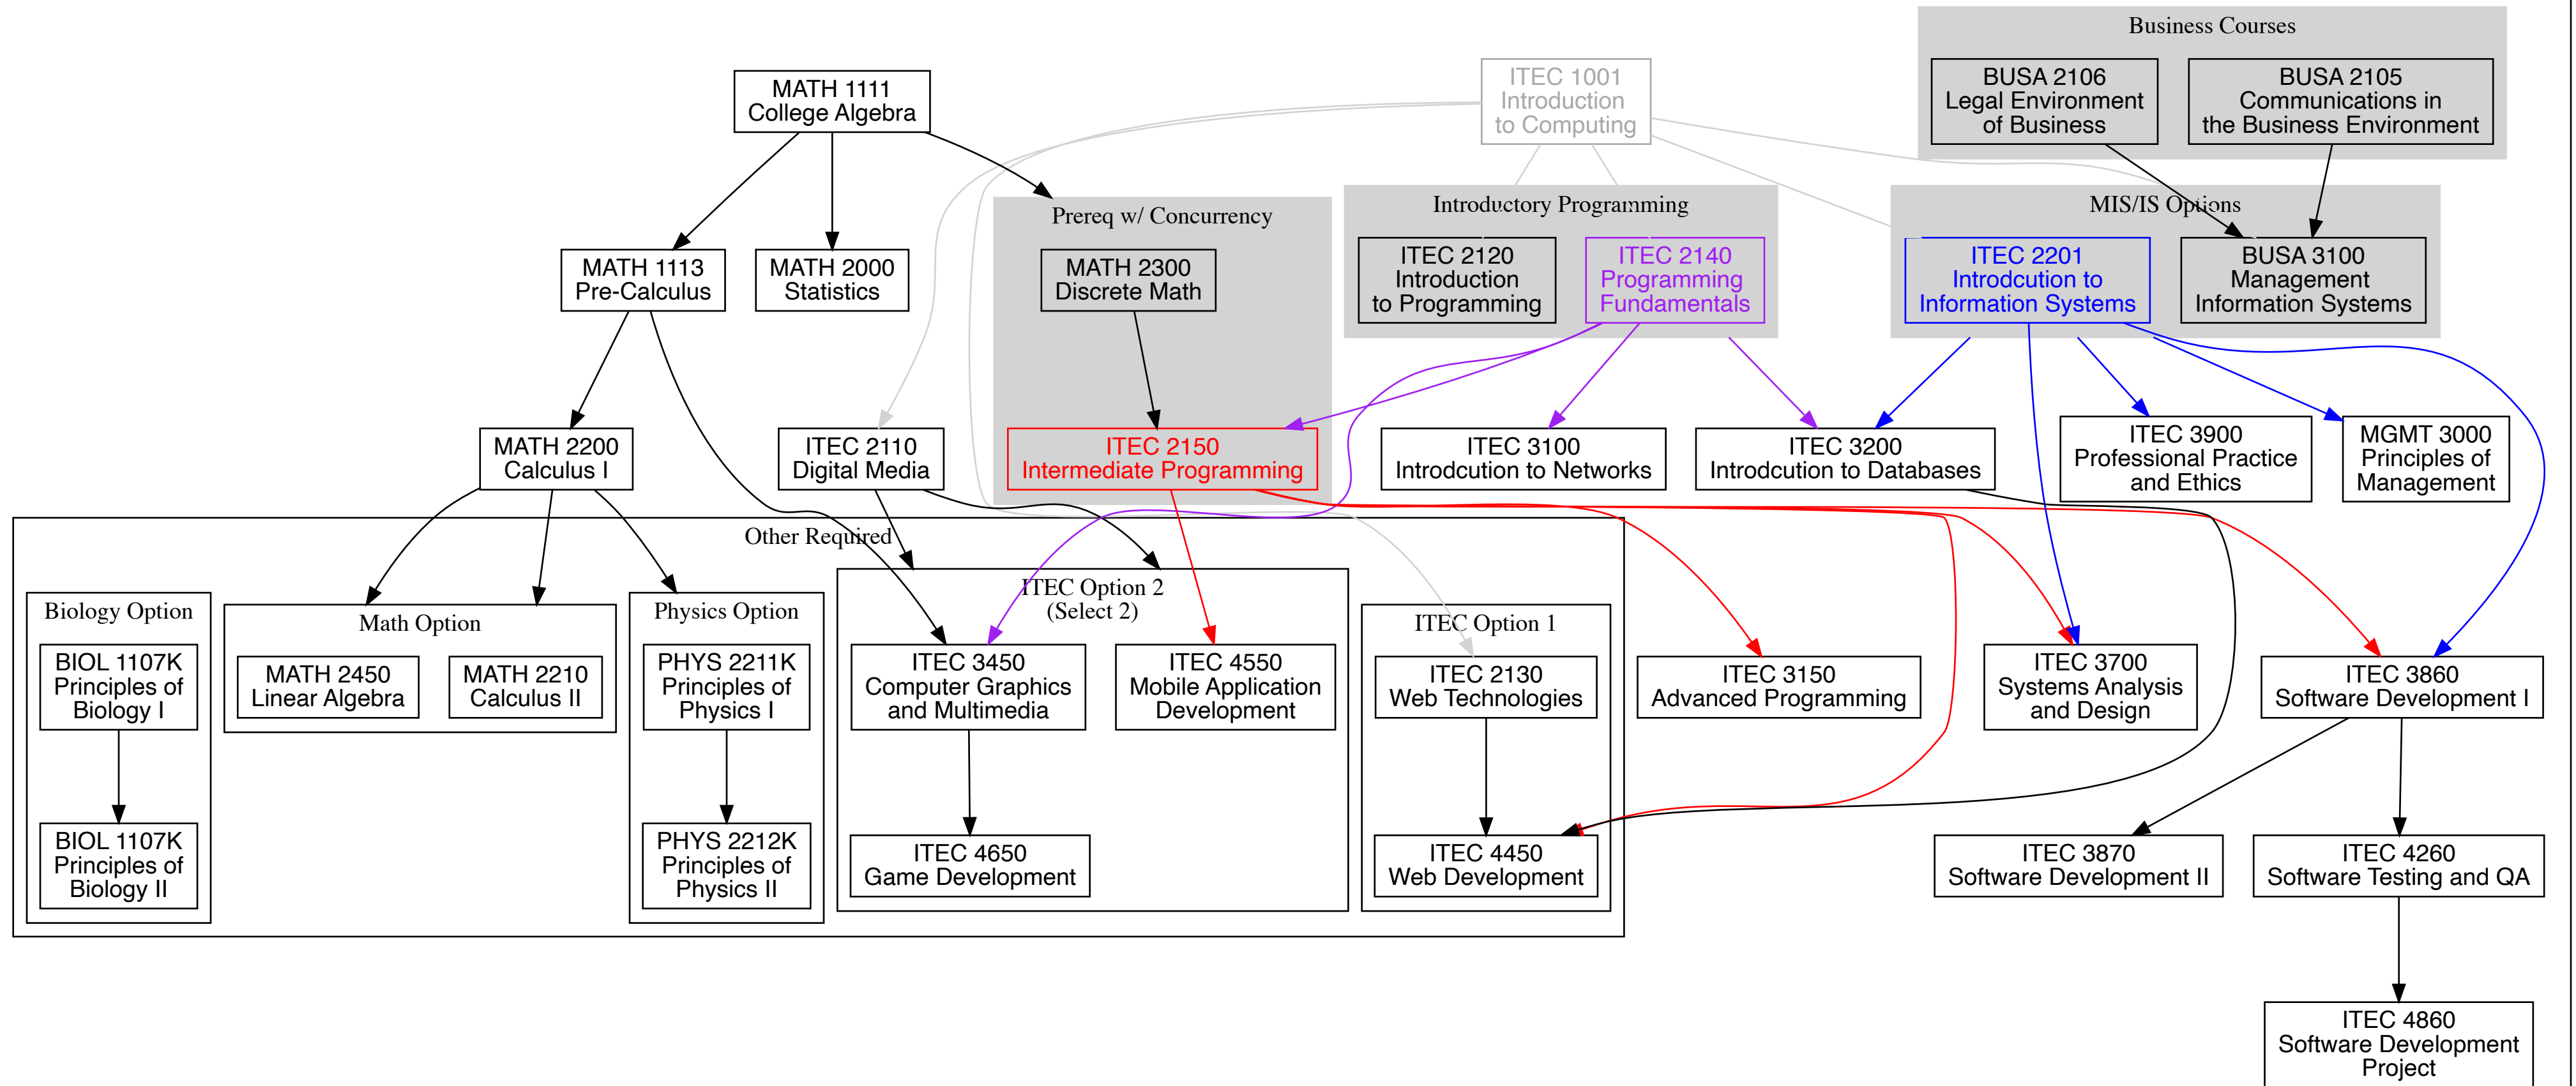 Business Courses
MATH 1111
College Algebra
ITEC 1001
Introduction
to Computing
BUSA 2106
Legal Environment
of Business
BUSA 2105
Communications in
the Business Environment
Prereq w/ Concurrency
Introductory Programming
MIS/IS Options
MATH 1113
Pre-Calculus
MATH 2000
Statistics
MATH 2300
Discrete Math
ITEC 2120
Introduction
to Programming
ITEC 2140
Programming
Fundamentals
ITEC 2201
Introdcution to
Information Systems
BUSA 3100
Management
Information Systems
MATH 2200
Calculus I
ITEC 2110
Digital Media
ITEC 2150
Intermediate Programming
ITEC 3100
Introdcution to Networks
ITEC 3200
Introdcution to Databases
ITEC 3900
Professional Practice
and Ethics
MGMT 3000
Principles of
Management
Other Required
Biology Option
Math Option
Physics Option
ITEC Option 2
(Select 2)
ITEC Option 1
BIOL 1107K
Principles of
Biology I
MATH 2450
Linear Algebra
MATH 2210
Calculus II
PHYS 2211K
Principles of
Physics I
ITEC 3450
Computer Graphics
and Multimedia
ITEC 4550
Mobile Application
Development
ITEC 2130
Web Technologies
ITEC 3150
Advanced Programming
ITEC 3700
Systems Analysis
and Design
ITEC 3860
Software Development I
BIOL 1107K
Principles of
Biology II
PHYS 2212K
Principles of
Physics II
ITEC 4650
Game Development
ITEC 4450
Web Development
ITEC 3870
Software Development II
ITEC 4260
Software Testing and QA
ITEC 4860
Software Development
Project